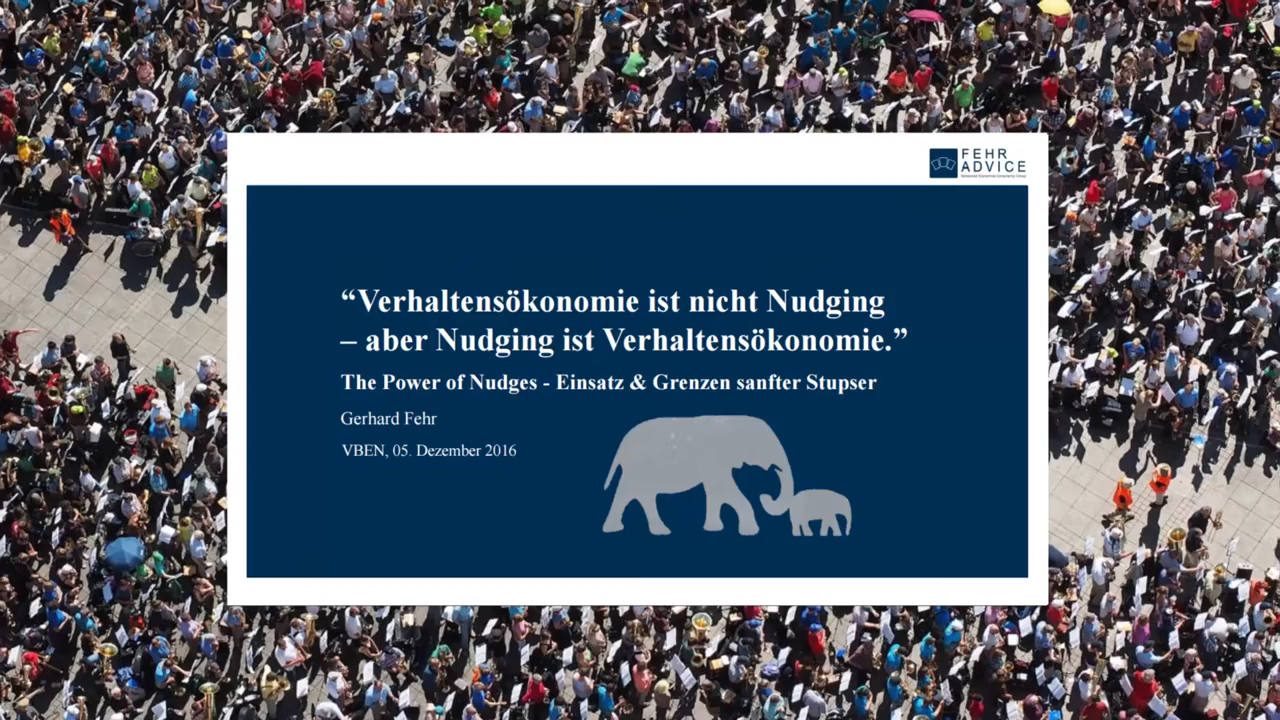 FEHR
ADVICE
“Verhaltensökonomie ist nicht Nudging
– aber Nudging ist Verhaltensökonomie.”
The Power of Nudges - Einsatz & Grenzen sanfter Stupser
Gerhard Fehr
VBEN, 05. Dezember 2016